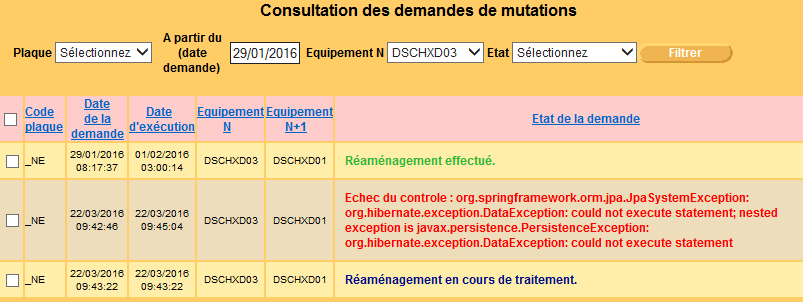 Consultation des demandes de mutations
Plaque Sélectionnez A partir du (date demande) 29/01/2016 Equipement N DSCHXD03 Etat Sélectionnez Filtrer
Code plaque Date de la demande Date d'exécution Equipement N Equipement N+1 Etat de la demande
_NE 29/01/2016 08:17:37 01/02/2016 03:00:14 DSCHXD03 DSCHXD01 Réaménagement effectué.
_NE 22/03/2016 09:42:46 22/03/2016 09:45:04 DSCHXD03 DSCHXD01 Echec du controle : org.springframework.orm.jpa.JpaSystemException:
org.hibernate.exception.DataException: could not execute statement; nested
exception is javax.persistence.PersistenceException:
org.hibernate.exception.DataException: could not execute statement
_NE 22/03/2016 09:43:22 22/03/2016 09:43:22 DSCHXD03 DSCHXD01 Réaménagement en cours de traitement.